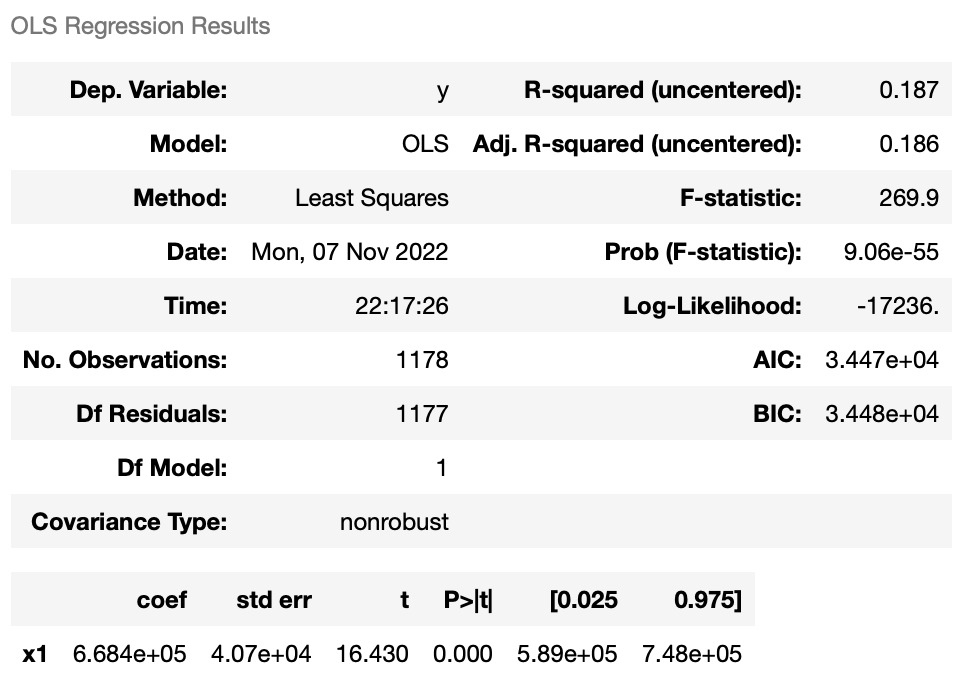 OLS Regression Results
Dep. Variable: y R-squared (uncentered): 0.187
Model: OLS Adj. R-squared (uncentered): 0.186
Method: Least Squares F-statistic: 269.9
Date: Mon, 07 Nov 2022 Prob (F-statistic): 9.06e-55
Time: 22:17:26 Log-Likelihood: -17236.
No. Observations: 1178 AIC: 3.447e+04
Df Residuals: 1177 BIC: 3.448e+04
Df Model: 1
Covariance Type: nonrobust
coef std err t P>|t| [0.025 0.975]
x1 6.684e+05 4.07e+04 16.430 0.000 5.89e+05 7.48e+05